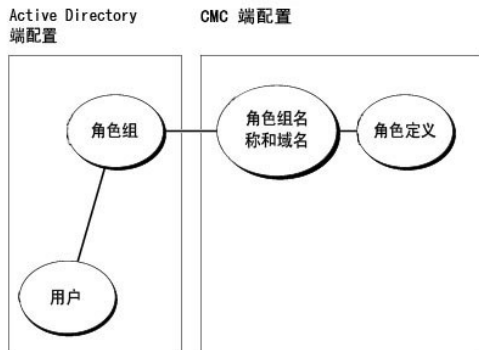 Active Directory
端配置
CMC 端配置
角色组
角色组名
称和域名
角色定义
用户